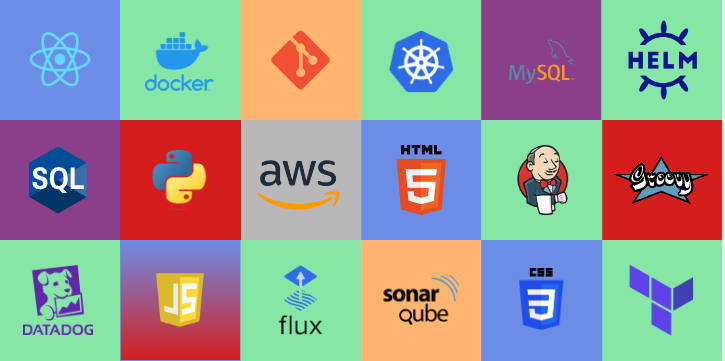 docker
MySQL
HELM
SQL
aws
HTML
5
Groovy
DATADOG
JS
flux
sonar
qube
CSS
3